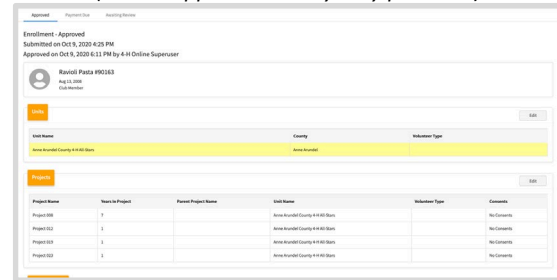 Approved Payment Due Awaiting Review
Enrollment - Approved
Submitted on Oct 9, 2020 4:25 PM
Approved on Oct 9, 2020 6:11 PM by 4-H Online Superuser
Ravioli Pasta #90163
Aug 13, 2008
Club Member
Units
Edit
Unit Name County Volunteer Type
Anne Arundel County 4-H All-Stars Anne Arundel
Projects
Edit
Project Name Years in Project Parent Project Name Unit Name Volunteer Type Consents
Project 008 7 Anne Arundel County 4-H All-Stars No Consents
Project 012 1 Anne Arundel County 4-H All-Stars No Consents
Project 019 1 Anne Arundel County 4-H All-Stars No Consents
Project 023 1 Anne Arundel County 4-H All-Stars No Consents